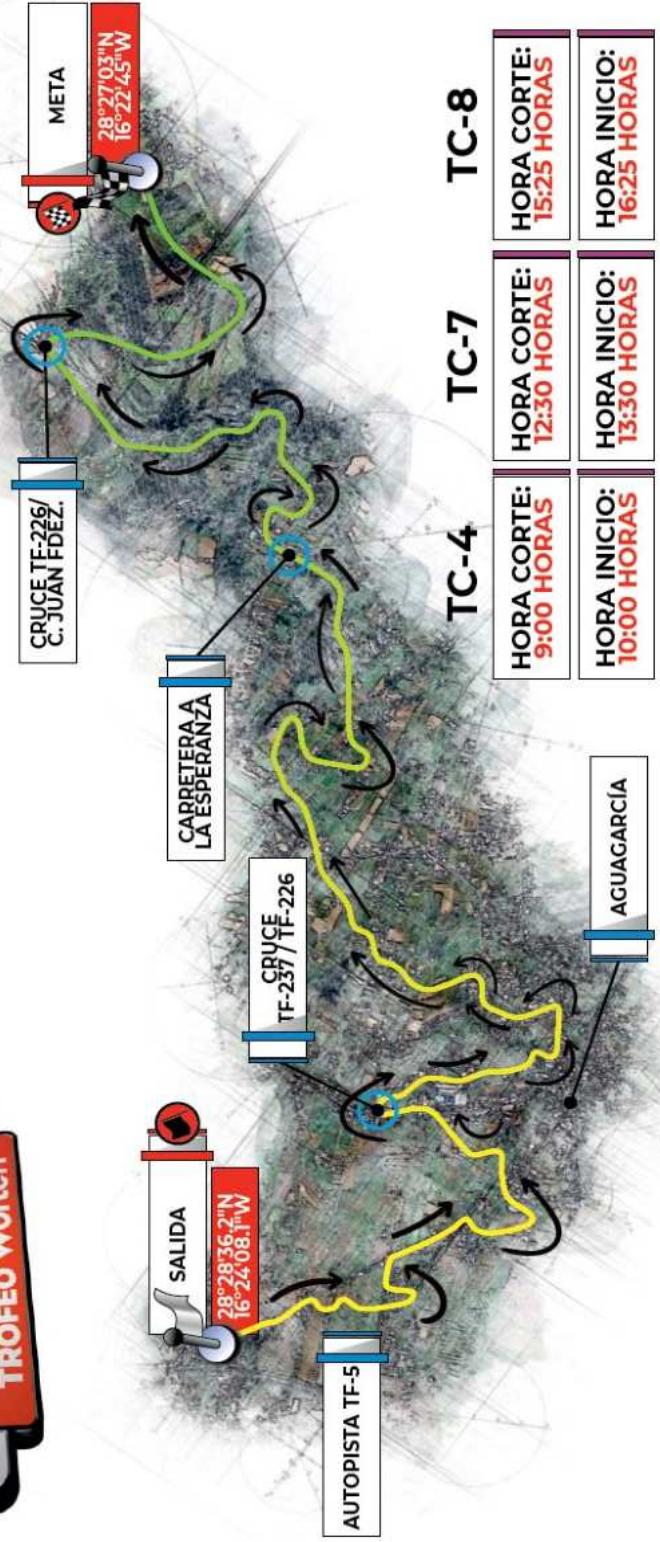 TROFEO Worten
SALIDA
28°28'36.2"N
16°24'08.1"W
AUTOPISTA TF-5
CRUCE
TF-237 / TF-226
AGUAGARCÍA
CARRETERA A
LA ESPERANZA
CRUCE TF-226/
C. JUAN FDEZ.
META
28°27'03"N
16°22'45"W
TC-4
HORA CORTE:
9:00 HORAS
HORA INICIO:
10:00 HORAS
TC-7
HORA CORTE:
12:30 HORAS
HORA INICIO:
13:30 HORAS
TC-8
HORA CORTE:
15:25 HORAS
HORA INICIO:
16:25 HORAS